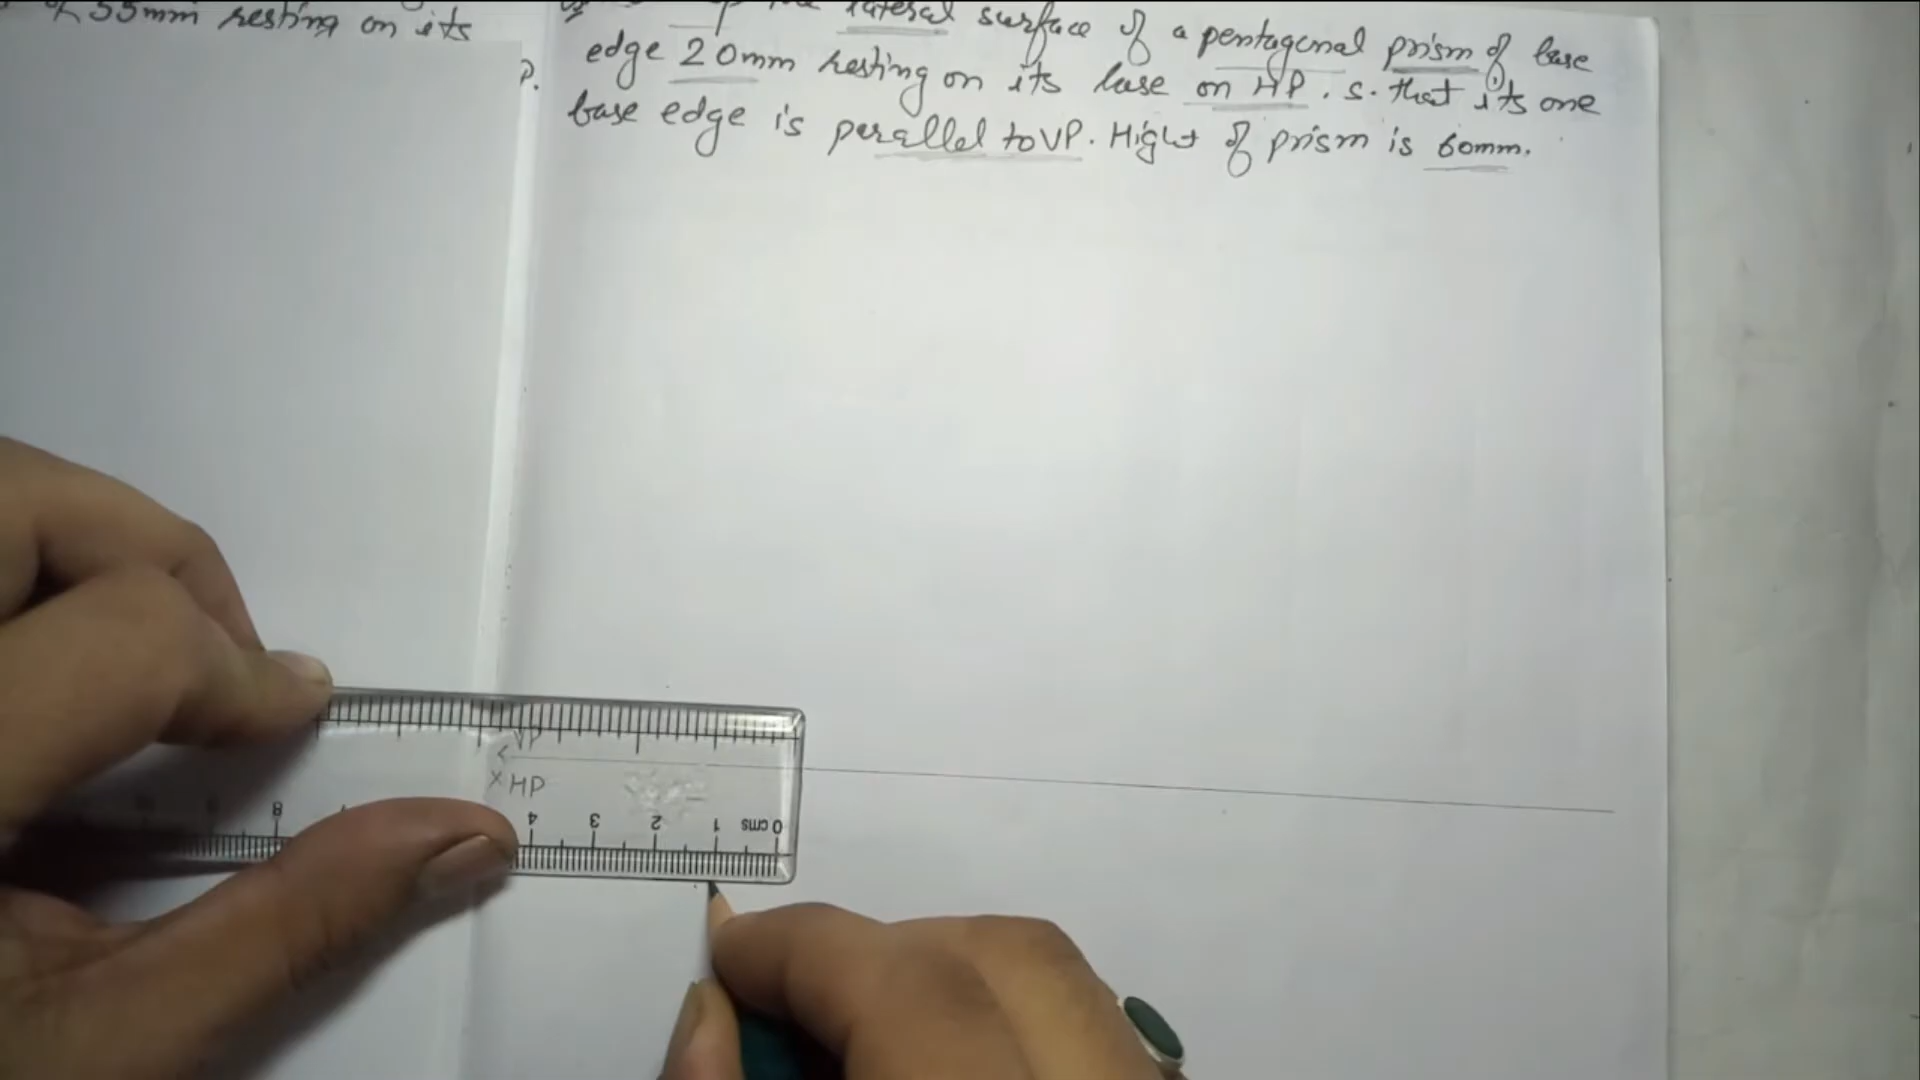 35mm resting on its
lateral surface of a pentagonal prism of base
edge 20mm resting on its base on HP. s. that its one
P.
base edge is parallel to VP. Hight of prism is 60mm.
VP
X HP
8 4 3 2 1 0 cms